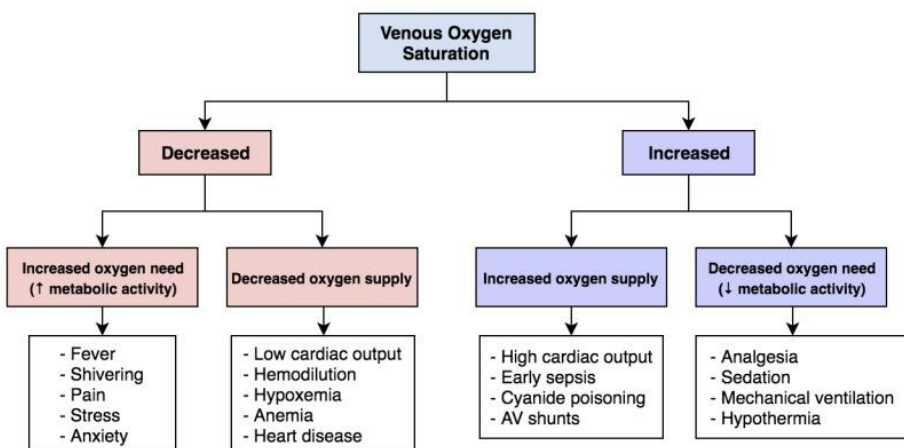 Venous Oxygen
Saturation
Decreased
Increased
Increased oxygen need
(↑ metabolic activity)
Decreased oxygen supply
Increased oxygen supply
Decreased oxygen need
(↓ metabolic activity)
- Fever
- Shivering
- Pain
- Stress
- Anxiety
- Low cardiac output
- Hemodilution
- Hypoxemia
- Anemia
- Heart disease
- High cardiac output
- Early sepsis
- Cyanide poisoning
- AV shunts
- Analgesia
- Sedation
- Mechanical ventilation
- Hypothermia